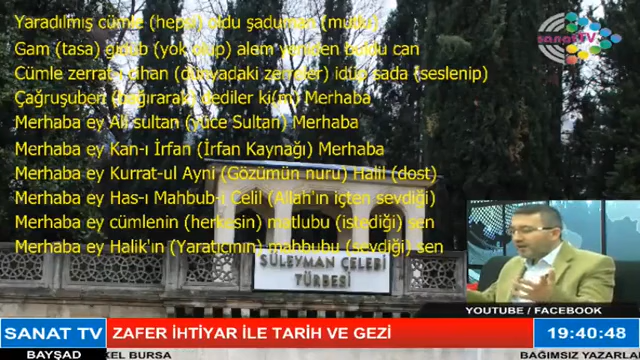 Yaradılmış cümle (hepsi) oldu şaduman (mutlu)
Gam (tasa) gidüb (yok olup) alem yeniden buldu can
Cümle zerrat-ı cihan (dünyadaki zerreler) idüp sada (seslenip)
Çağruşuben (bağırarak) dediler ki(m) Merhaba
Merhaba ey Ali sultan (yüce Sultan) Merhaba
Merhaba ey Kan-ı İrfan (İrfan Kaynağı) Merhaba
Merhaba ey Kurrat-ul Ayni (Gözümün nuru) Halil (dost)
Merhaba ey Has-ı Mahbub-ı Celil (Allah'ın içten sevdiği)
Merhaba ey cümlenin (herkesin) matlubu (istediği) sen
Merhaba ey Halik'ın (Yaratıcının) mahbubu (sevdiği) sen
sanatTV
SÜLEYMAN ÇELEBİ
TÜRBESİ
YOUTUBE / FACEBOOK
SANAT TV
ZAFER İHTİYAR İLE TARİH VE GEZİ
19:40:48
BAYŞAD
EL BURSA
BAĞIMSIZ YAZARLA